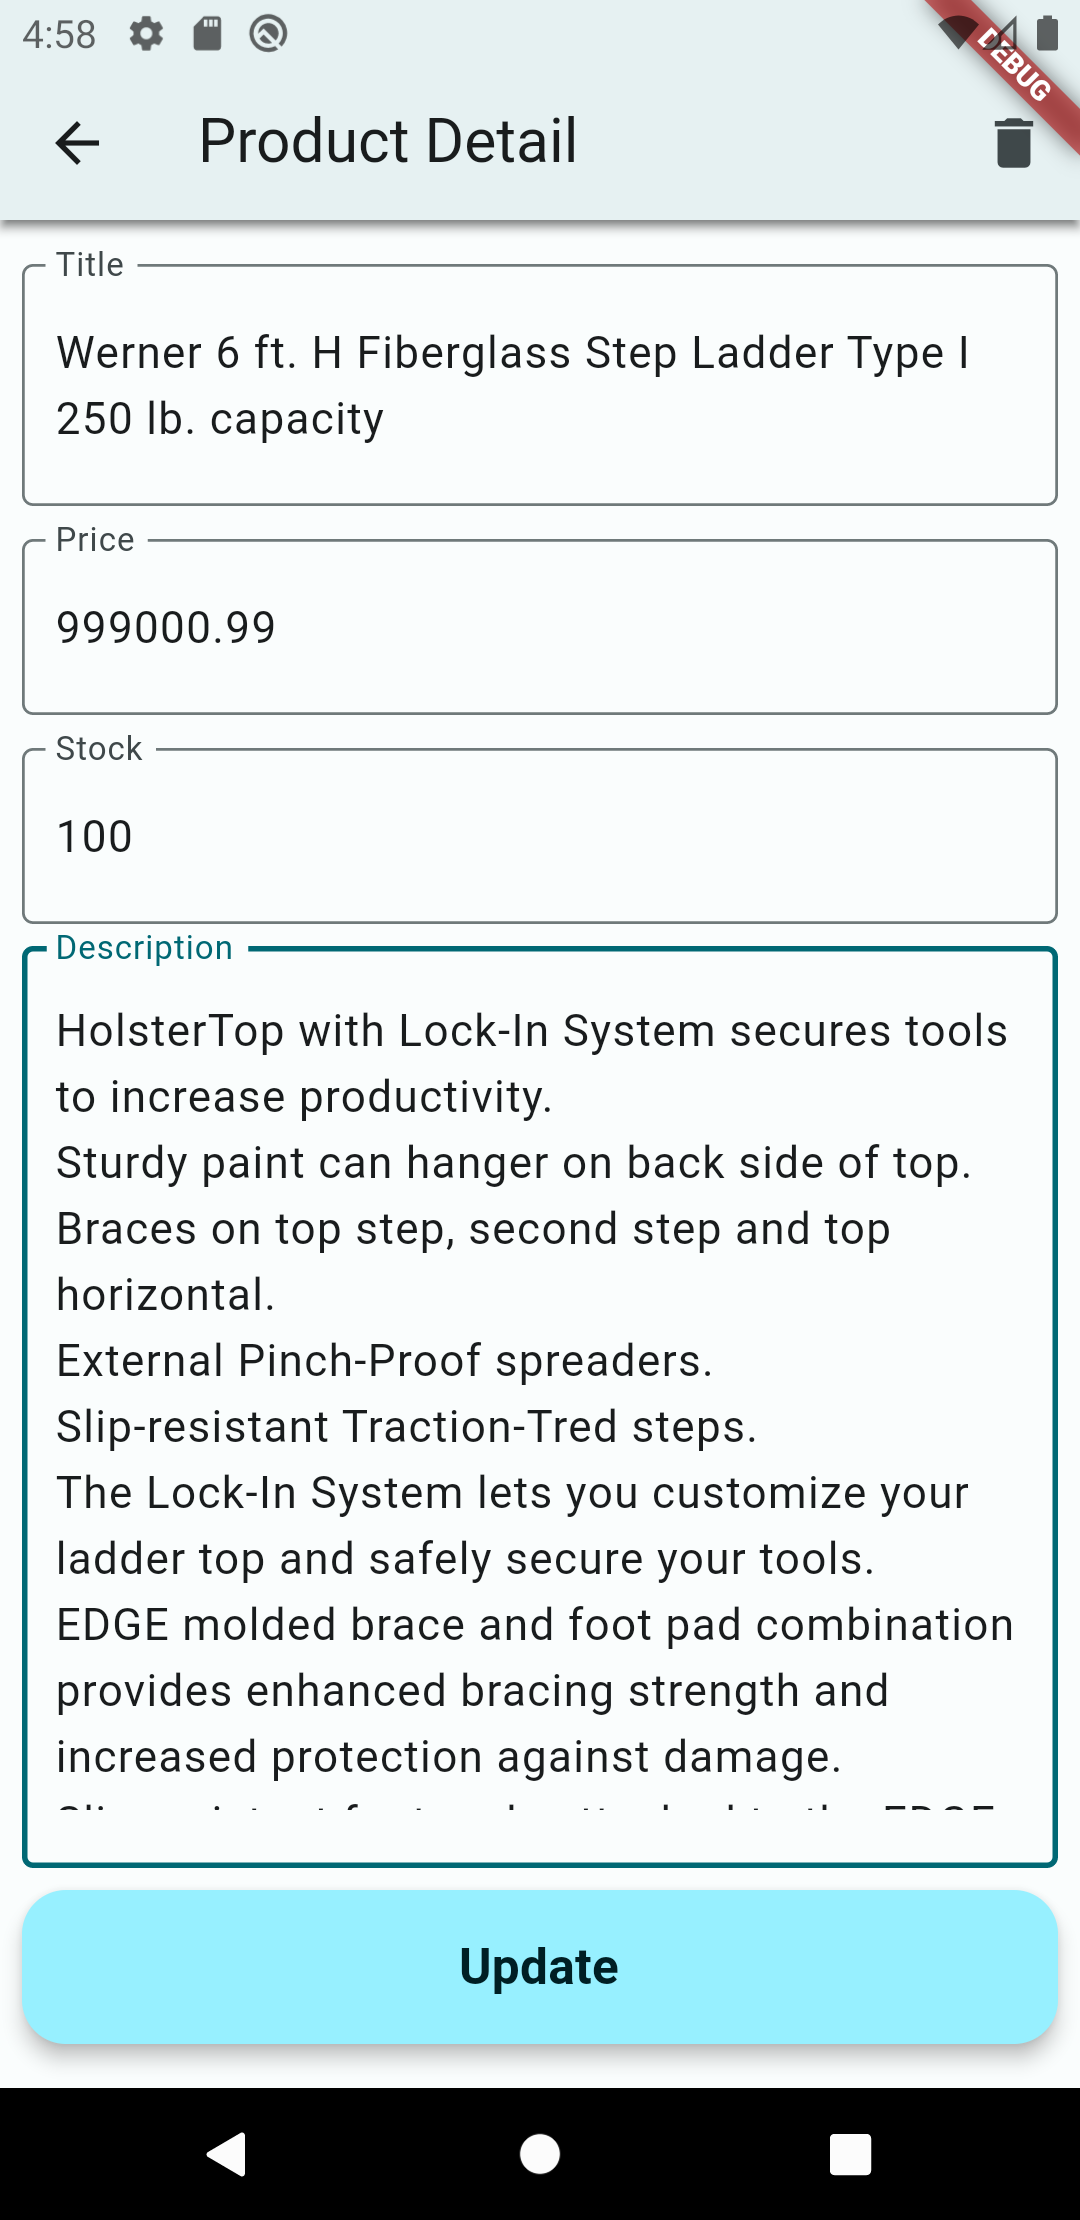 4:58
DEBUG
Product Detail
Title
Werner 6 ft. H Fiberglass Step Ladder Type I
250 lb. capacity
Price
999000.99
Stock
100
Description
HolsterTop with Lock-In System secures tools
to increase productivity.
Sturdy paint can hanger on back side of top.
Braces on top step, second step and top
horizontal.
External Pinch-Proof spreaders.
Slip-resistant Traction-Tred steps.
The Lock-In System lets you customize your
ladder top and safely secure your tools.
EDGE molded brace and foot pad combination
provides enhanced bracing strength and
increased protection against damage.
Update